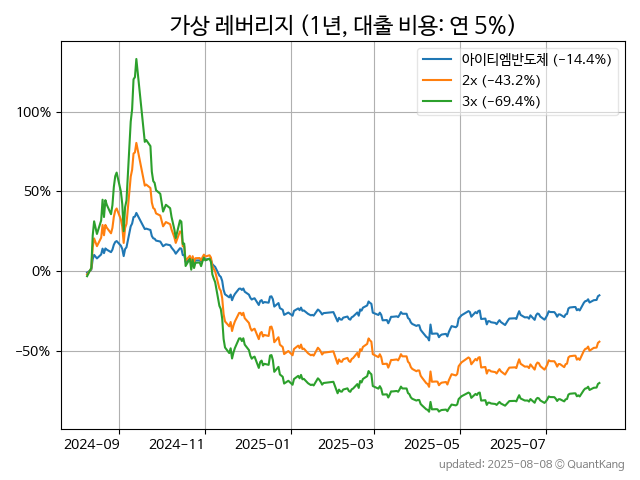 가상 레버리지 (1년, 대출 비용: 연 5%)
아이티엠반도체 (−14.4%)
2x (−43.2%)
3x (−69.4%)
100%
50%
0%
−50%
2024-09 2024-11 2025-01 2025-03 2025-05 2025-07
updated: 2025-08-08 © QuantKang